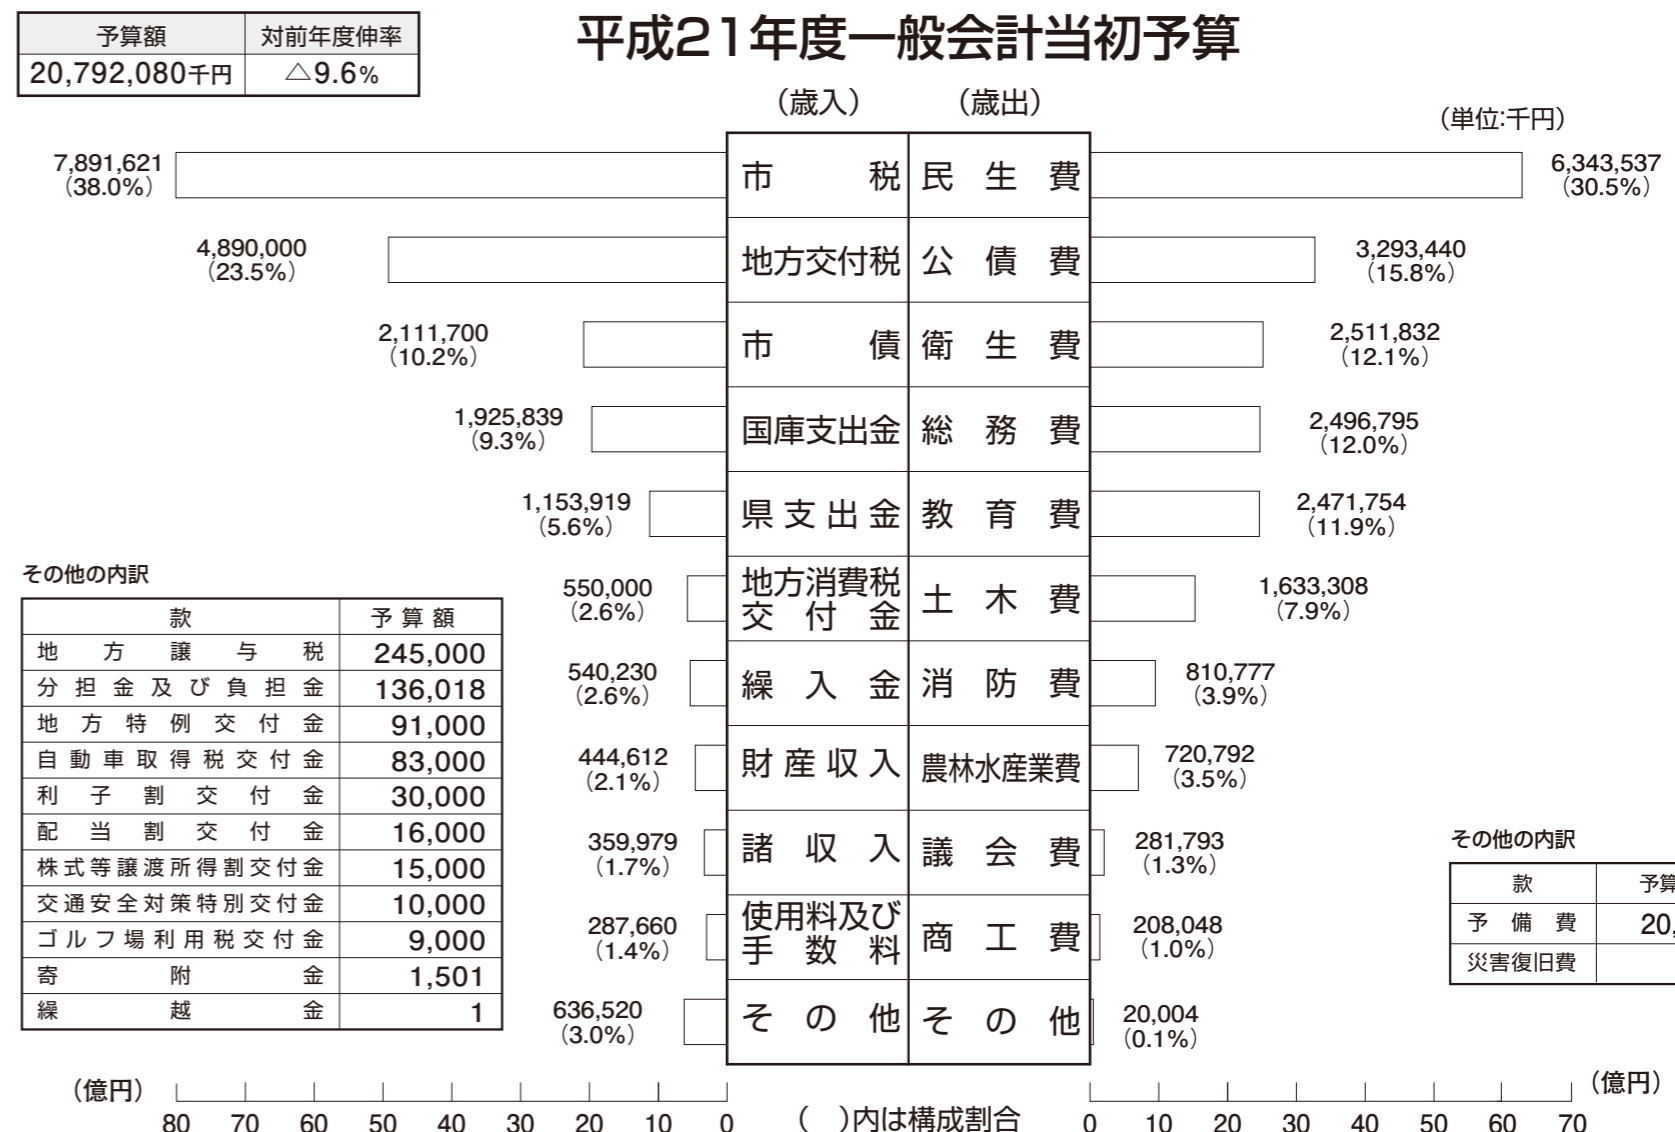 平成21年度一般会計当初予算
予算額 対前年度伸率
20,792,080千円 △9.6%
(歳入) (歳出)
(単位:千円)
7,891,621 市税 民生費 6,343,537
(38.0%) (30.5%)
4,890,000 地方交付税 公債費 3,293,440
(23.5%) (15.8%)
2,111,700 市債 衛生費 2,511,832
(10.2%) (12.1%)
1,925,839 国庫支出金 総務費 2,496,795
(9.3%) (12.0%)
1,153,919 県支出金 教育費 2,471,754
(5.6%) (11.9%)
550,000 地方消費税交付金 土木費 1,633,308
(2.6%) (7.9%)
540,230 繰入金 消防費 810,777
(2.6%) (3.9%)
444,612 財産収入 農林水産業費 720,792
(2.1%) (3.5%)
359,979 諸収入 議会費 281,793
(1.7%) (1.3%)
287,660 使用料及び手数料 商工費 208,048
(1.4%) (1.0%)
636,520 その他 その他 20,004
(3.0%) (0.1%)
その他の内訳
款 予算額
地方譲与税 245,000
分担金及び負担金 136,018
地方特例交付金 91,000
自動車取得税交付金 83,000
利子割交付金 30,000
配当割交付金 16,000
株式等譲渡所得割交付金 15,000
交通安全対策特別交付金 10,000
ゴルフ場利用税交付金 9,000
寄附金 1,501
繰越金 1
その他の内訳
款 予算
予備費 20,
災害復旧費
(億円) (億円)
80 70 60 50 40 30 20 10 0 ( )内は構成割合 0 10 20 30 40 50 60 70